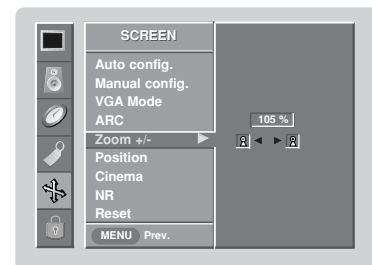 SCREEN
Auto config.
Manual config.
VGA Mode
ARC
Zoom +/-
105 %
Position
Cinema
NR
Reset
MENU Prev.